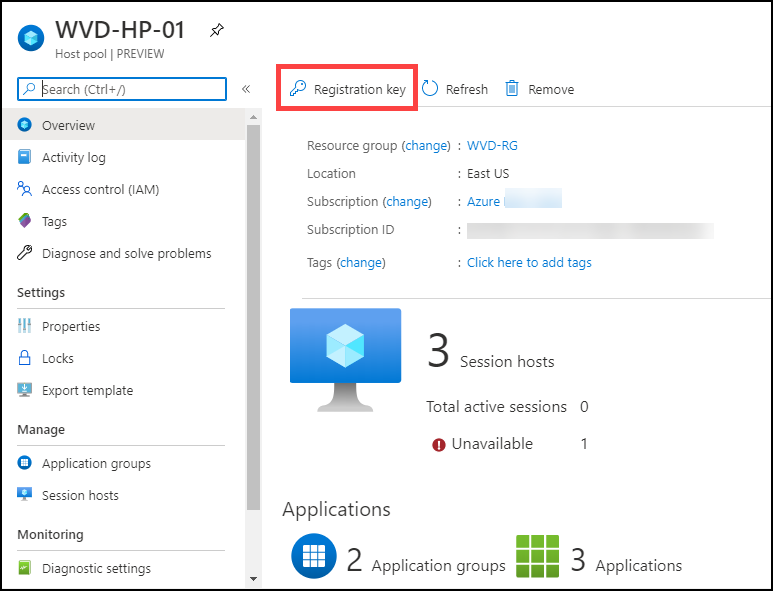 WVD-HP-01
Host pool | PREVIEW
Search (Ctrl+/)
«
Overview
Activity log
Access control (IAM)
Tags
Diagnose and solve problems
Settings
Properties
Locks
Export template
Manage
Application groups
Session hosts
Monitoring
Diagnostic settings
Registration key Refresh Remove
Resource group (change) : WVD-RG
Location : East US
Subscription (change) : Azure
Subscription ID :
Tags (change) : Click here to add tags
3 Session hosts
Total active sessions 0
Unavailable 1
Applications
2 Application groups 3 Applications